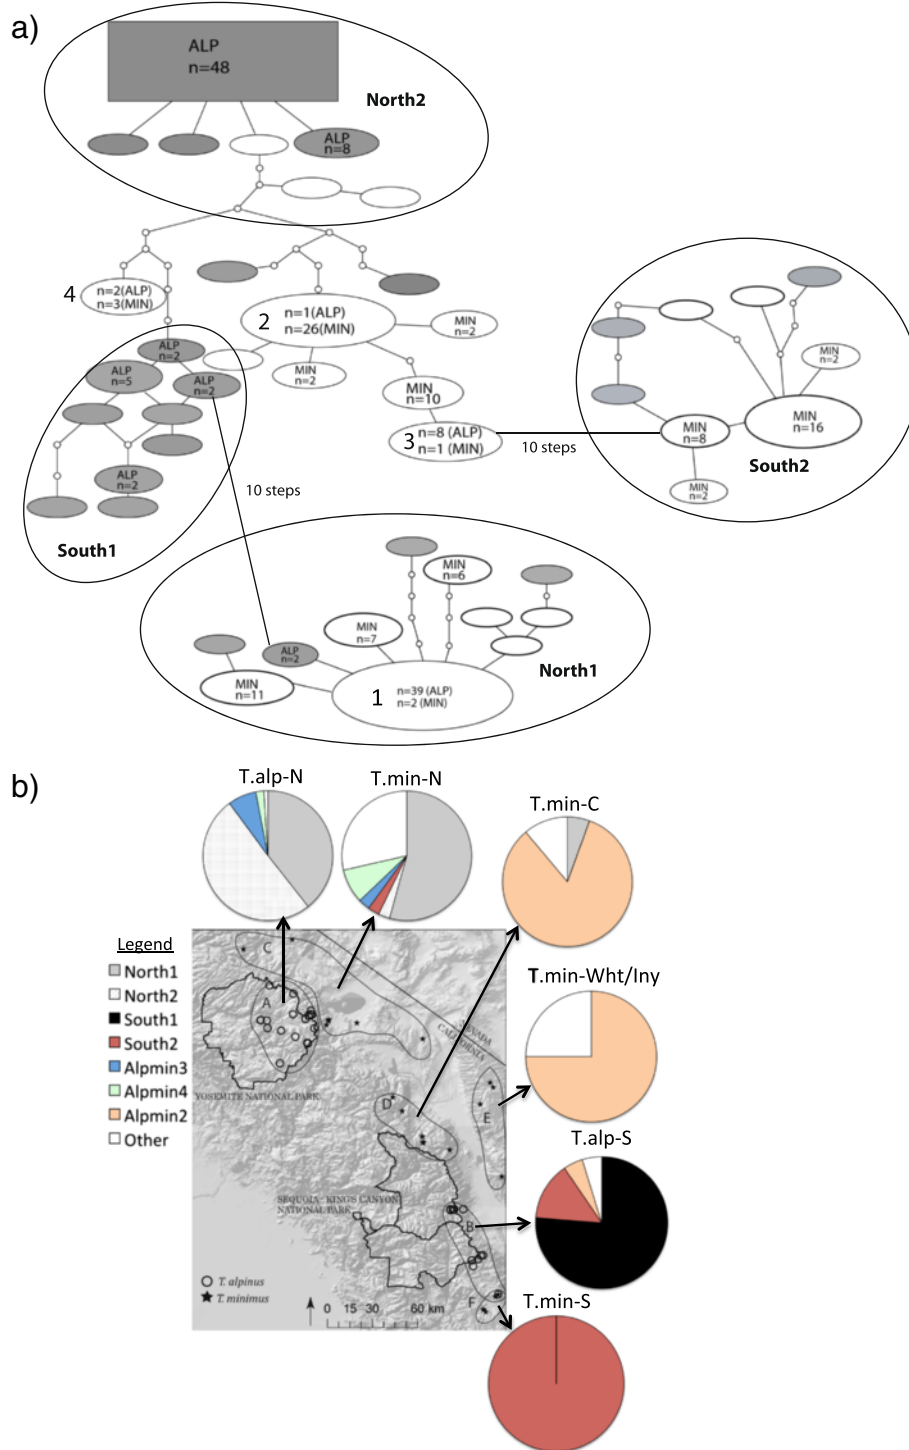 a)
ALP
n=48
North2
ALP
n=8
4
n=2(ALP)
n=3(MIN)
2
n=1(ALP)
n=26(MIN)
MIN
n=2
MIN
n=2
MIN
n=10
3
n=8 (ALP)
n=1 (MIN)
10 steps
ALP
n=2
ALP
n=5
ALP
n=2
ALP
n=2
South1
10 steps
MIN
n=2
MIN
n=16
MIN
n=8
MIN
n=2
South2
MIN
n=6
MIN
n=7
ALP
n=2
MIN
n=11
1
n=39 (ALP)
n=2 (MIN)
North1
b)
T.alp-N
T.min-N
T.min-C
T.min-Wht/Iny
T.alp-S
T.min-S
Legend
North1
North2
South1
South2
Alpmin3
Alpmin4
Alpmin2
Other
C
A
NEVADA
CALIFORNIA
YOSEMITE NATIONAL PARK
D
E
SEQUOIA - KINGS CANYON
NATIONAL PARK
B
F
T. alpinus
T. minimus
0 15 30 60 km